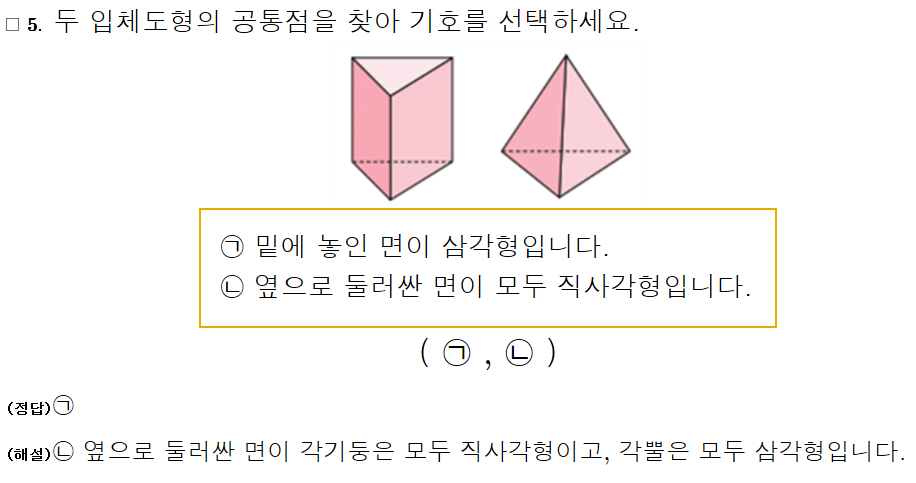 □ 5. 두 입체도형의 공통점을 찾아 기호를 선택하세요.
㉠ 밑에 놓인 면이 삼각형입니다.
㉡ 옆으로 둘러싼 면이 모두 직사각형입니다.
( ㉠ , ㉡ )
(정답)㉠
(해설)㉡ 옆으로 둘러싼 면이 각기둥은 모두 직사각형이고, 각뿔은 모두 삼각형입니다.